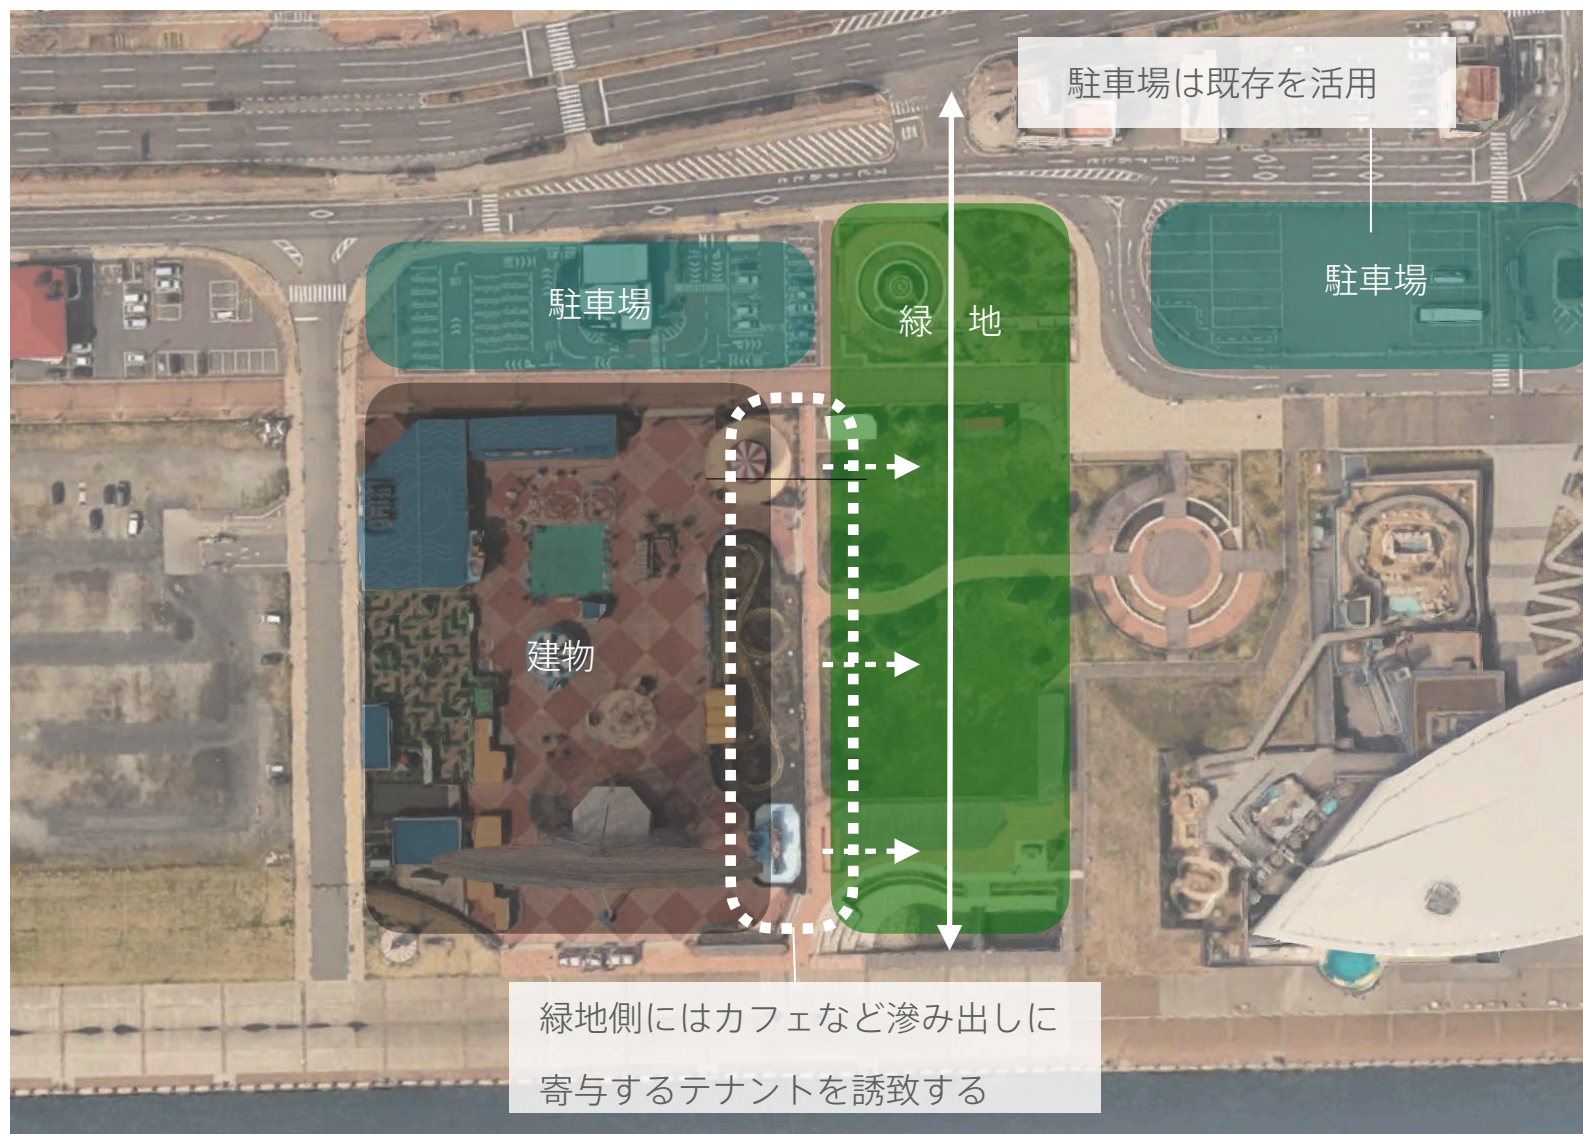 駐車場は既存を活用
駐車場
駐車場
緑　地
建物
緑地側にはカフェなど滲み出しに
寄与するテナントを誘致する